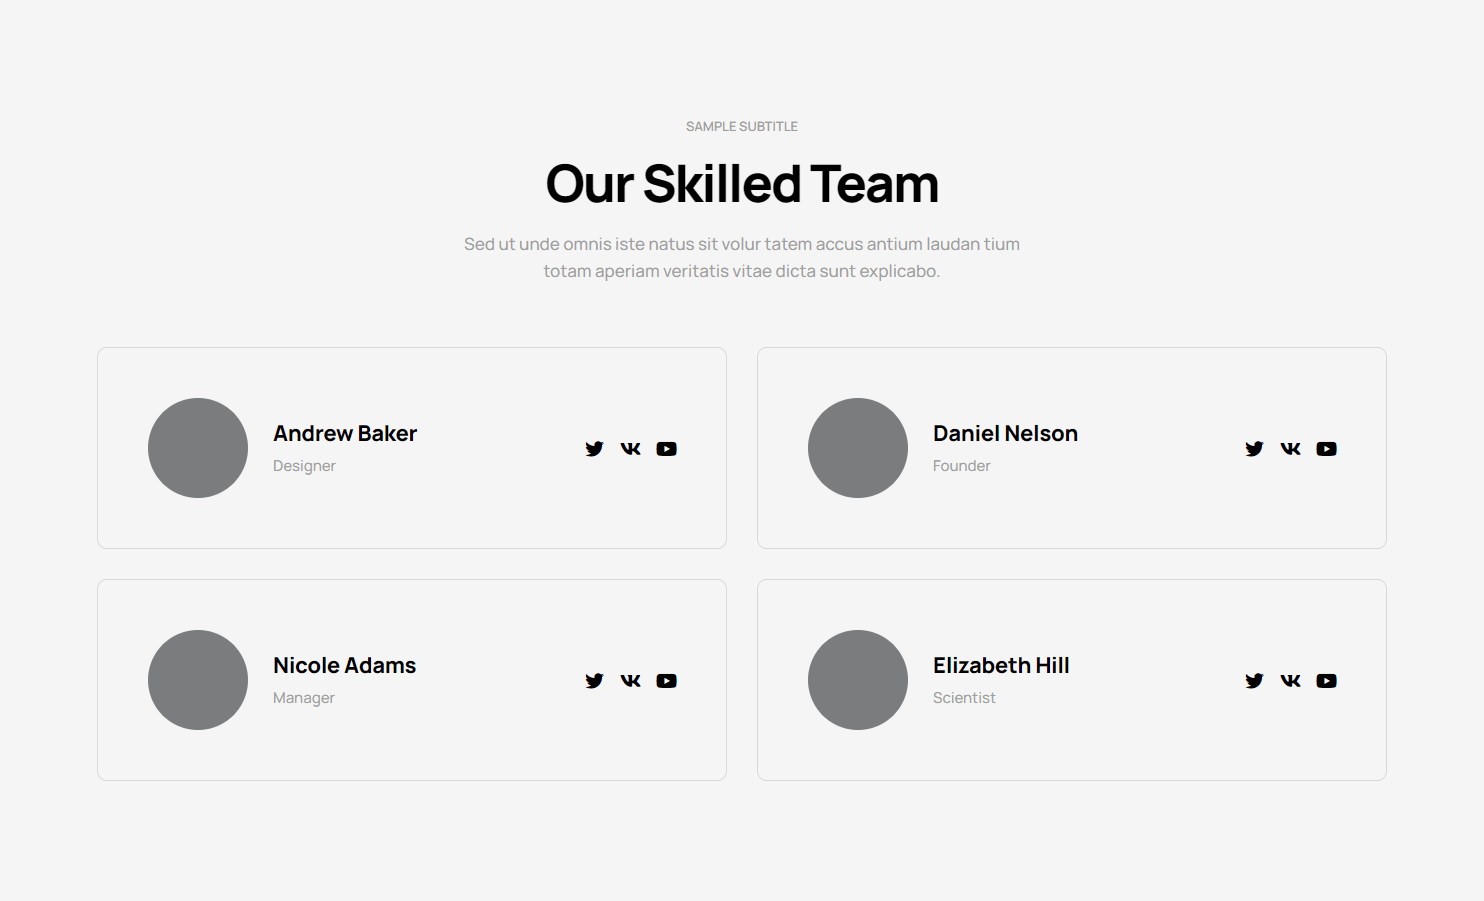 SAMPLE SUBTITLE
Our Skilled Team
Sed ut unde omnis iste natus sit volur tatem accus antium laudan tium
totam aperiam veritatis vitae dicta sunt explicabo.
Andrew Baker
Designer
Daniel Nelson
Founder
Nicole Adams
Manager
Elizabeth Hill
Scientist